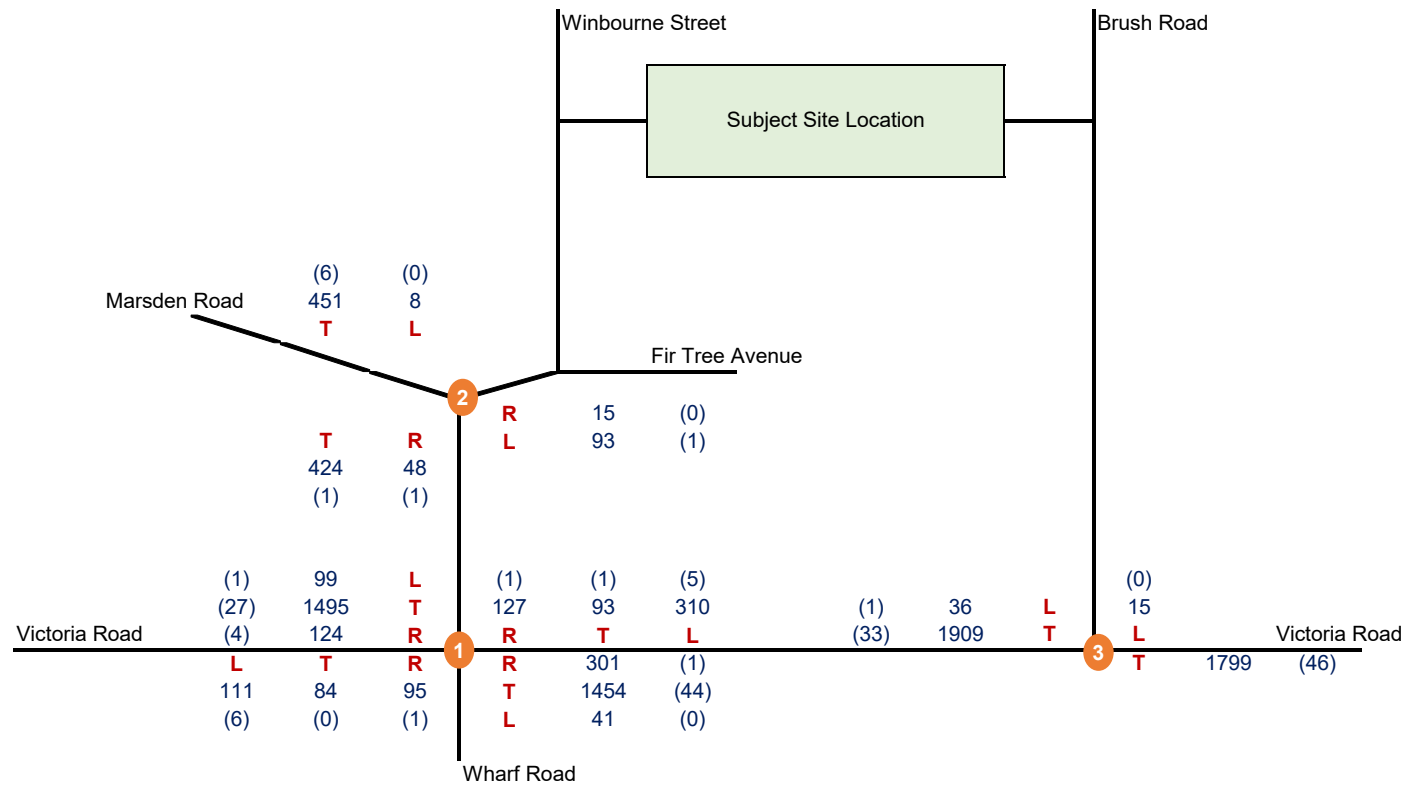 Winbourne Street Brush Road
Subject Site Location
(6) (0)
Marsden Road 451 8
T L
Fir Tree Avenue
2
R 15 (0)
T R L 93 (1)
424 48
(1) (1)
(1) 99 L (1) (1) (5) (0)
(27) 1495 T 127 93 310 (1) 36 L 15
Victoria Road (4) 124 R R T L (33) 1909 T L Victoria Road
1 3
L T R R 301 (1) T 1799 (46)
111 84 95 T 1454 (44)
(6) (0) (1) L 41 (0)
Wharf Road